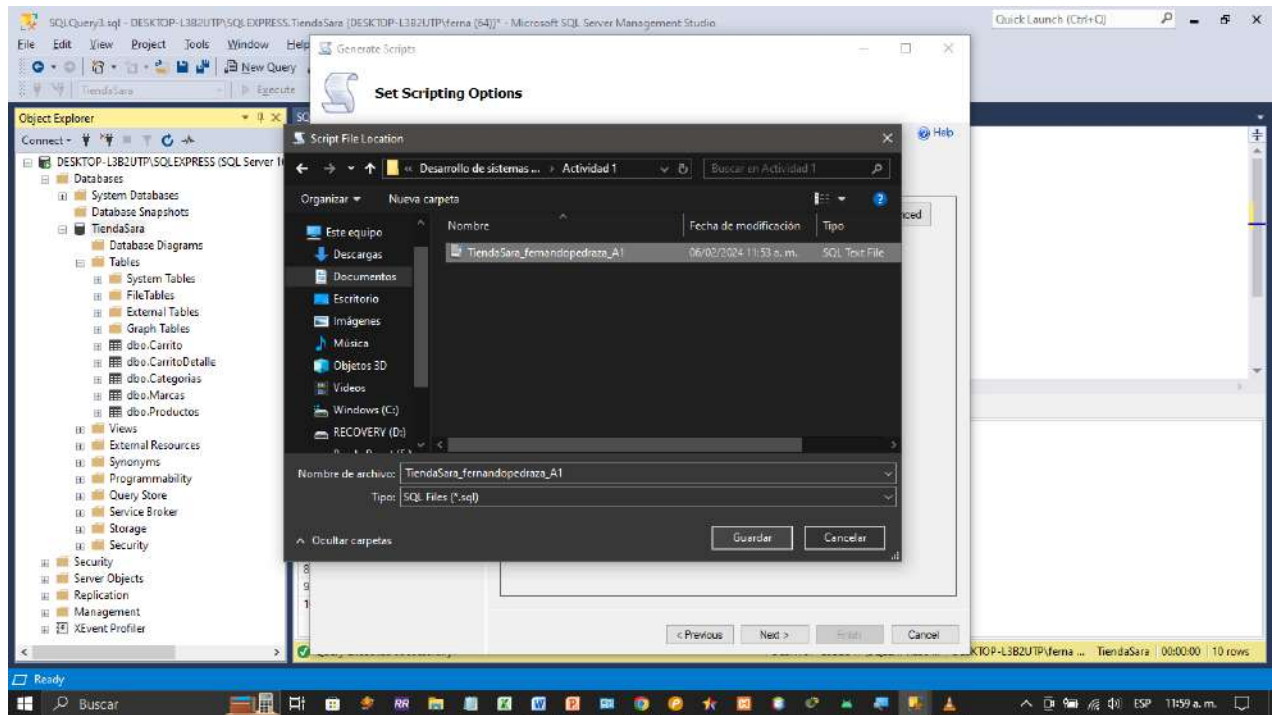 SQLQuery3.sql - DESKTOP-L3B2UTP\SQLEXPRESS.TiendaSara (DESKTOP-L3B2UTP\ferna (64))* - Microsoft SQL Server Management Studio
Quick Launch (Ctrl+Q)
File Edit View Project Tools Window Help
Generate Scripts
New Query
TiendaSara
Execute
Set Scripting Options
Object Explorer
Connect
Script File Location
Help
DESKTOP-L3B2UTP\SQLEXPRESS (SQL Server 1
Databases
System Databases
Database Snapshots
TiendaSara
Database Diagrams
Tables
System Tables
FileTables
External Tables
Graph Tables
dbo.Carrito
dbo.CarritoDetalle
dbo.Categorias
dbo.Marcas
dbo.Productos
Views
External Resources
Synonyms
Programmability
Query Store
Service Broker
Storage
Security
Security
Server Objects
Replication
Management
XEvent Profiler
« Desarrollo de sistemas ... › Actividad 1
Buscar en Actividad 1
Organizar
Nueva carpeta
Este equipo
Descargas
Documentos
Escritorio
Imágenes
Música
Objetos 3D
Videos
Windows (C:)
RECOVERY (D:)
Nombre
Fecha de modificación
Tipo
TiendaSara_fernandopedraza_A1
06/02/2024 11:53 a. m.
SQL Text File
Nombre de archivo: TiendaSara_fernandopedraza_A1
Tipo: SQL Files (*.sql)
Ocultar carpetas
Guardar
Cancelar
8
9
1
< Previous
Next >
Finish
Cancel
KTOP-L3B2UTP\ferna ... TiendaSara 00:00:00 10 rows
Ready
Buscar
ESP 11:59 a. m.